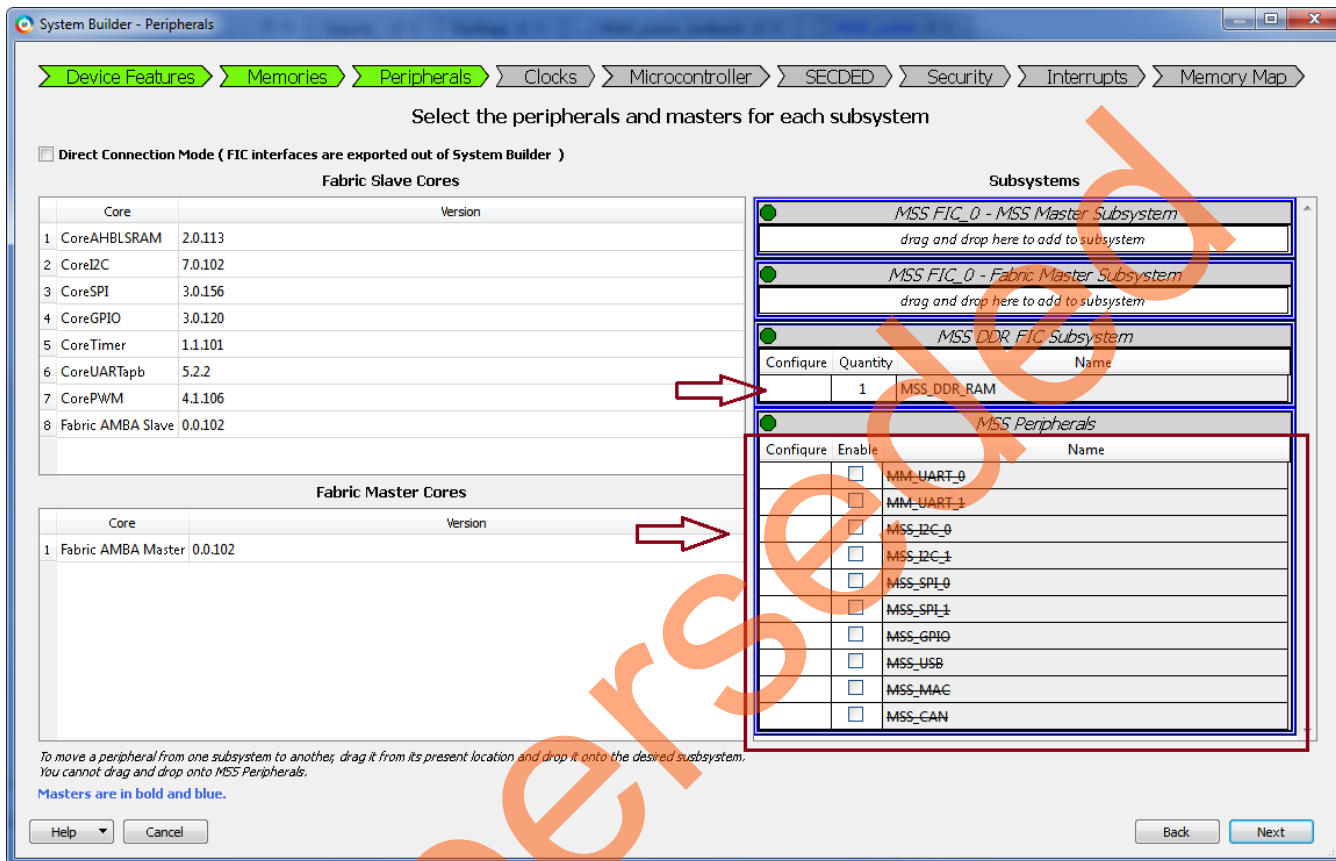 System Builder - Peripherals
Device Features Memories Peripherals Clocks Microcontroller SECDED Security Interrupts Memory Map
Select the peripherals and masters for each subsystem
Direct Connection Mode ( FIC interfaces are exported out of System Builder )
Fabric Slave Cores
Core Version
1 CoreAHBLSRAM 2.0.113
2 CoreI2C 7.0.102
3 CoreSPI 3.0.156
4 CoreGPIO 3.0.120
5 CoreTimer 1.1.101
6 CoreUARTapb 5.2.2
7 CorePWM 4.1.106
8 Fabric AMBA Slave 0.0.102
Fabric Master Cores
Core Version
1 Fabric AMBA Master 0.0.102
Subsystems
MSS FIC_0 - MSS Master Subsystem
drag and drop here to add to subsystem
MSS FIC_0 - Fabric Master Subsystem
drag and drop here to add to subsystem
MSS DDR FIC Subsystem
Configure Quantity Name
1 MSS_DDR_RAM
MSS Peripherals
Configure Enable Name
MM_UART_0
MM_UART_1
MSS_I2C_0
MSS_I2C_1
MSS_SPI_0
MSS_SPI_1
MSS_GPIO
MSS_USB
MSS_MAC
MSS_CAN
To move a peripheral from one subsystem to another, drag it from its present location and drop it onto the desired susbsystem.
You cannot drag and drop onto MSS Peripherals.
Masters are in bold and blue.
Help Cancel Back Next
erseded